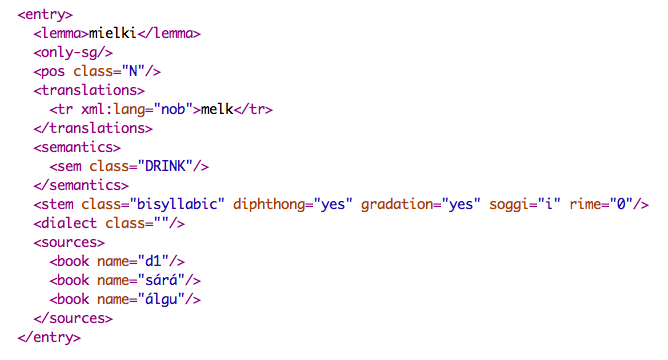 <entry>
<lemma>mielki</lemma>
<only-sg/>
<pos class="N"/>
<translations>
<tr xml:lang="nob">melk</tr>
</translations>
<semantics>
<sem class="DRINK"/>
</semantics>
<stem class="bisyllabic" diphthong="yes" gradation="yes" soggi="i" rime="0"/>
<dialect class=""/>
<sources>
<book name="d1"/>
<book name="sárá"/>
<book name="álgu"/>
</sources>
</entry>